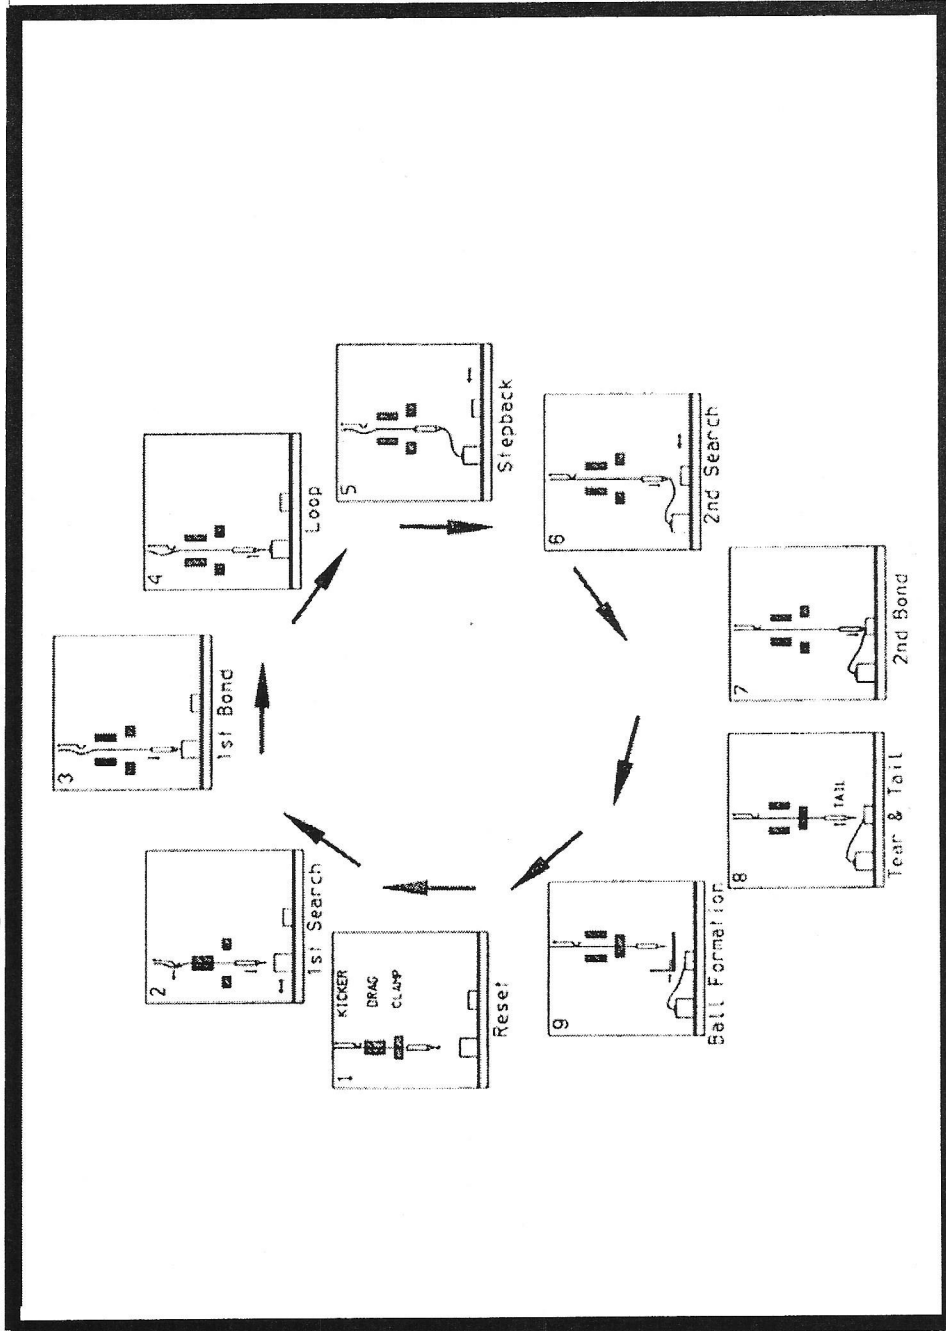 1
KICKER
DRAG
CLAMP
Reset
2
1st Search
3
1st Bond
4
Loop
5
Stepback
6
2nd Search
7
2nd Bond
8
TAIL
Tear & Tail
9
Ball Formation